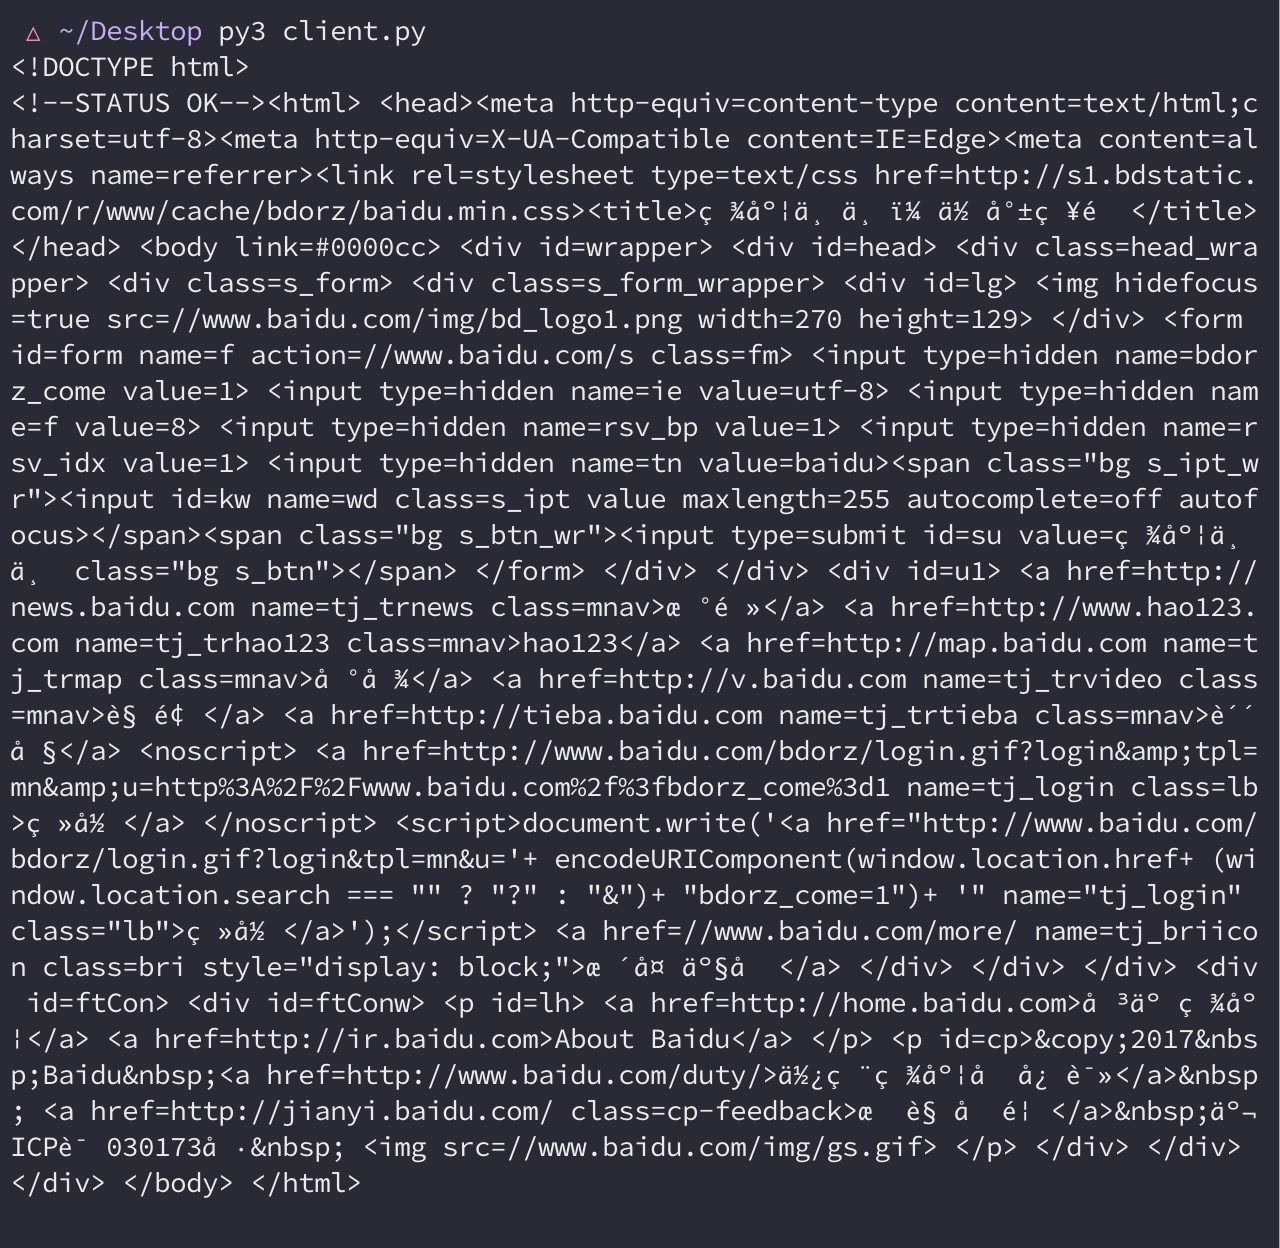 △ ~/Desktop py3 client.py
<!DOCTYPE html>
<!--STATUS OK--><html> <head><meta http-equiv=content-type content=text/html;c
harset=utf-8><meta http-equiv=X-UA-Compatible content=IE=Edge><meta content=al
ways name=referrer><link rel=stylesheet type=text/css href=http://s1.bdstatic.
com/r/www/cache/bdorz/baidu.min.css><title>ç ¾åº¦ä¸ ä¸ ï¼ ä½ å°±ç ¥é  </title>
</head> <body link=#0000cc> <div id=wrapper> <div id=head> <div class=head_wra
pper> <div class=s_form> <div class=s_form_wrapper> <div id=lg> <img hidefocus
=true src=//www.baidu.com/img/bd_logo1.png width=270 height=129> </div> <form
id=form name=f action=//www.baidu.com/s class=fm> <input type=hidden name=bdor
z_come value=1> <input type=hidden name=ie value=utf-8> <input type=hidden nam
e=f value=8> <input type=hidden name=rsv_bp value=1> <input type=hidden name=r
sv_idx value=1> <input type=hidden name=tn value=baidu><span class="bg s_ipt_w
r"><input id=kw name=wd class=s_ipt value maxlength=255 autocomplete=off autof
ocus></span><span class="bg s_btn_wr"><input type=submit id=su value=ç ¾åº¦ä¸
ä¸  class="bg s_btn"></span> </form> </div> </div> <div id=u1> <a href=http://
news.baidu.com name=tj_trnews class=mnav>æ °é »</a> <a href=http://www.hao123.
com name=tj_trhao123 class=mnav>hao123</a> <a href=http://map.baidu.com name=t
j_trmap class=mnav>å °å ¾</a> <a href=http://v.baidu.com name=tj_trvideo class
=mnav>è§ é¢ </a> <a href=http://tieba.baidu.com name=tj_trtieba class=mnav>è´´
å §</a> <noscript> <a href=http://www.baidu.com/bdorz/login.gif?login&amp;tpl=
mn&amp;u=http%3A%2F%2Fwww.baidu.com%2f%3fbdorz_come%3d1 name=tj_login class=lb
>ç »å½ </a> </noscript> <script>document.write('<a href="http://www.baidu.com/
bdorz/login.gif?login&tpl=mn&u='+ encodeURIComponent(window.location.href+ (wi
ndow.location.search === "" ? "?" : "&")+ "bdorz_come=1")+ '" name="tj_login"
class="lb">ç »å½ </a>');</script> <a href=//www.baidu.com/more/ name=tj_briico
n class=bri style="display: block;">æ ´å¤ äº§å  </a> </div> </div> </div> <div
 id=ftCon> <div id=ftConw> <p id=lh> <a href=http://home.baidu.com>å ³äº ç ¾åº
¦</a> <a href=http://ir.baidu.com>About Baidu</a> </p> <p id=cp>&copy;2017&nbs
p;Baidu&nbsp;<a href=http://www.baidu.com/duty/>ä½¿ç ¨ç ¾åº¦å  å¿ è¯»</a>&nbsp
; <a href=http://jianyi.baidu.com/ class=cp-feedback>æ  è§ å  é¦ </a>&nbsp;äº¬
ICPè¯ 030173å ·&nbsp; <img src=//www.baidu.com/img/gs.gif> </p> </div> </div>
</div> </body> </html>